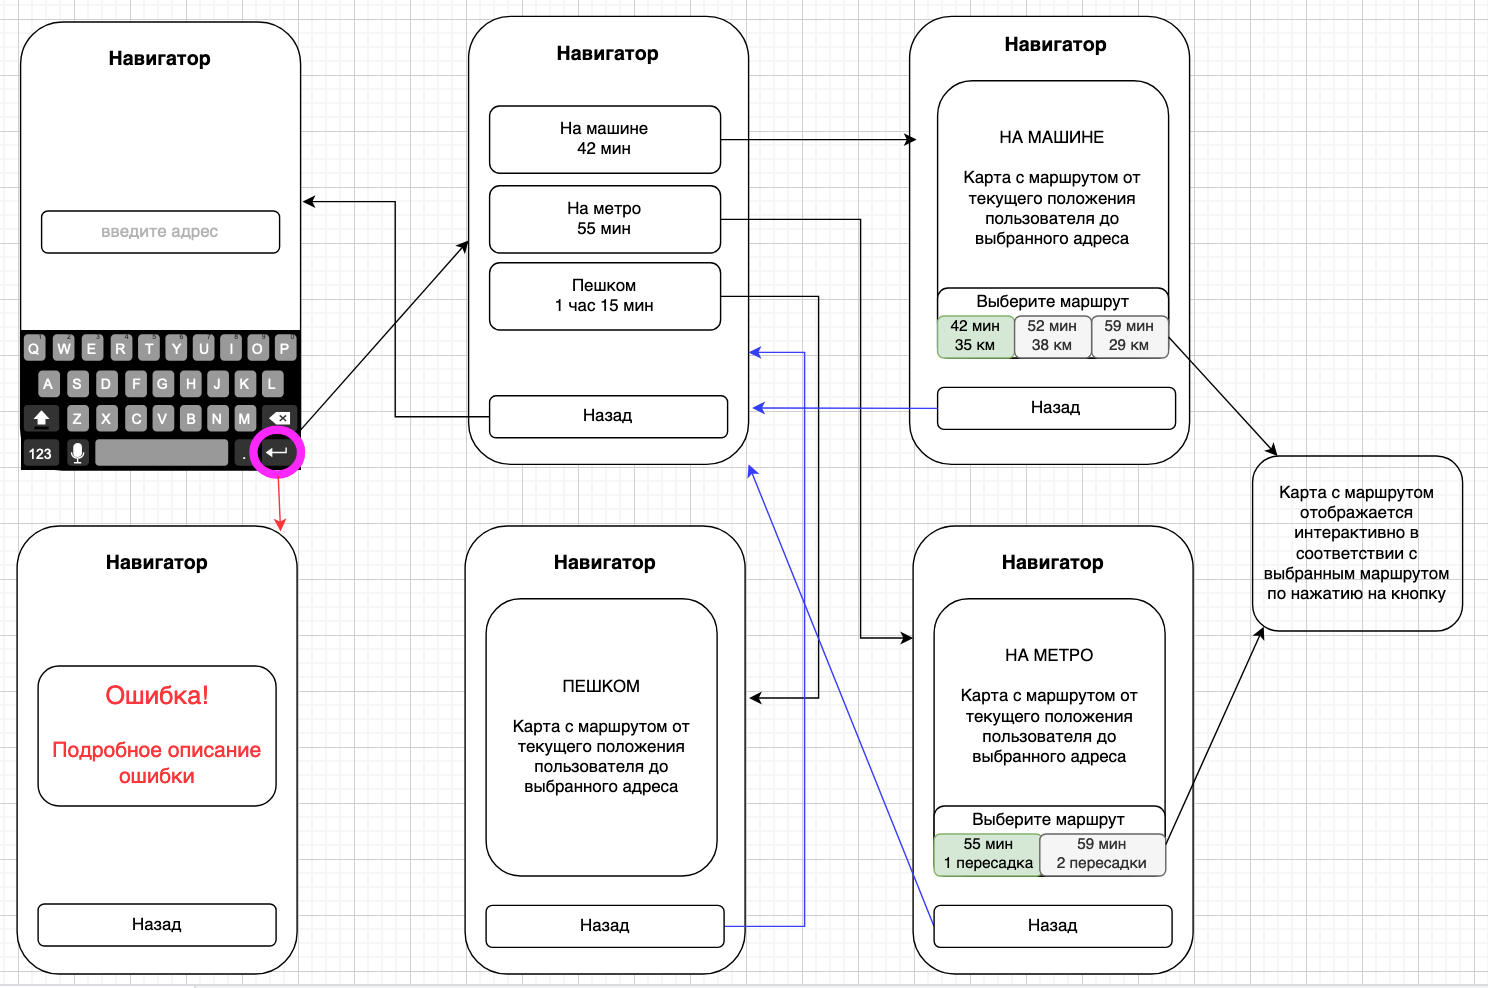 Навигатор
введите адрес
Q W E R T Y U I O P
A S D F G H J K L
Z X C V B N M
123 .
Навигатор
На машине
42 мин
На метро
55 мин
Пешком
1 час 15 мин
Назад
Навигатор
НА МАШИНЕ
Карта с маршрутом от
текущего положения
пользователя до
выбранного адреса
Выберите маршрут
42 мин
35 км
52 мин
38 км
59 мин
29 км
Назад
Карта с маршрутом
отображается
интерактивно в
соответствии с
выбранным маршрутом
по нажатию на кнопку
Навигатор
Ошибка!
Подробное описание
ошибки
Назад
Навигатор
ПЕШКОМ
Карта с маршрутом от
текущего положения
пользователя до
выбранного адреса
Назад
Навигатор
НА МЕТРО
Карта с маршрутом от
текущего положения
пользователя до
выбранного адреса
Выберите маршрут
55 мин
1 пересадка
59 мин
2 пересадки
Назад